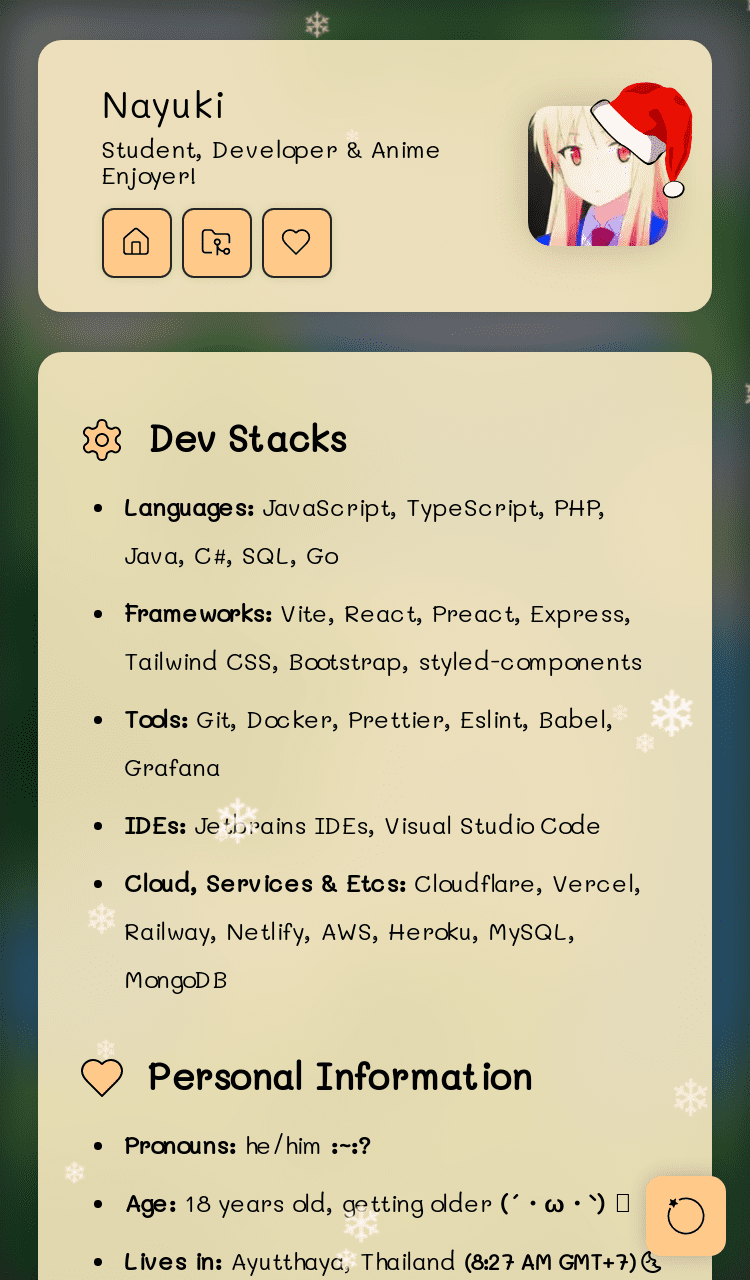 Nayuki
Student, Developer & Anime
Enjoyer!
Dev Stacks
Languages: JavaScript, TypeScript, PHP,
Java, C#, SQL, Go
Frameworks: Vite, React, Preact, Express,
Tailwind CSS, Bootstrap, styled-components
Tools: Git, Docker, Prettier, Eslint, Babel,
Grafana
IDEs: Jetbrains IDEs, Visual Studio Code
Cloud, Services & Etcs: Cloudflare, Vercel,
Railway, Netlify, AWS, Heroku, MySQL,
MongoDB
Personal Information
Pronouns: he/him :~:?
Age: 18 years old, getting older (´・ω・`)
Lives in: Ayutthaya, Thailand (8:27 AM GMT+7)